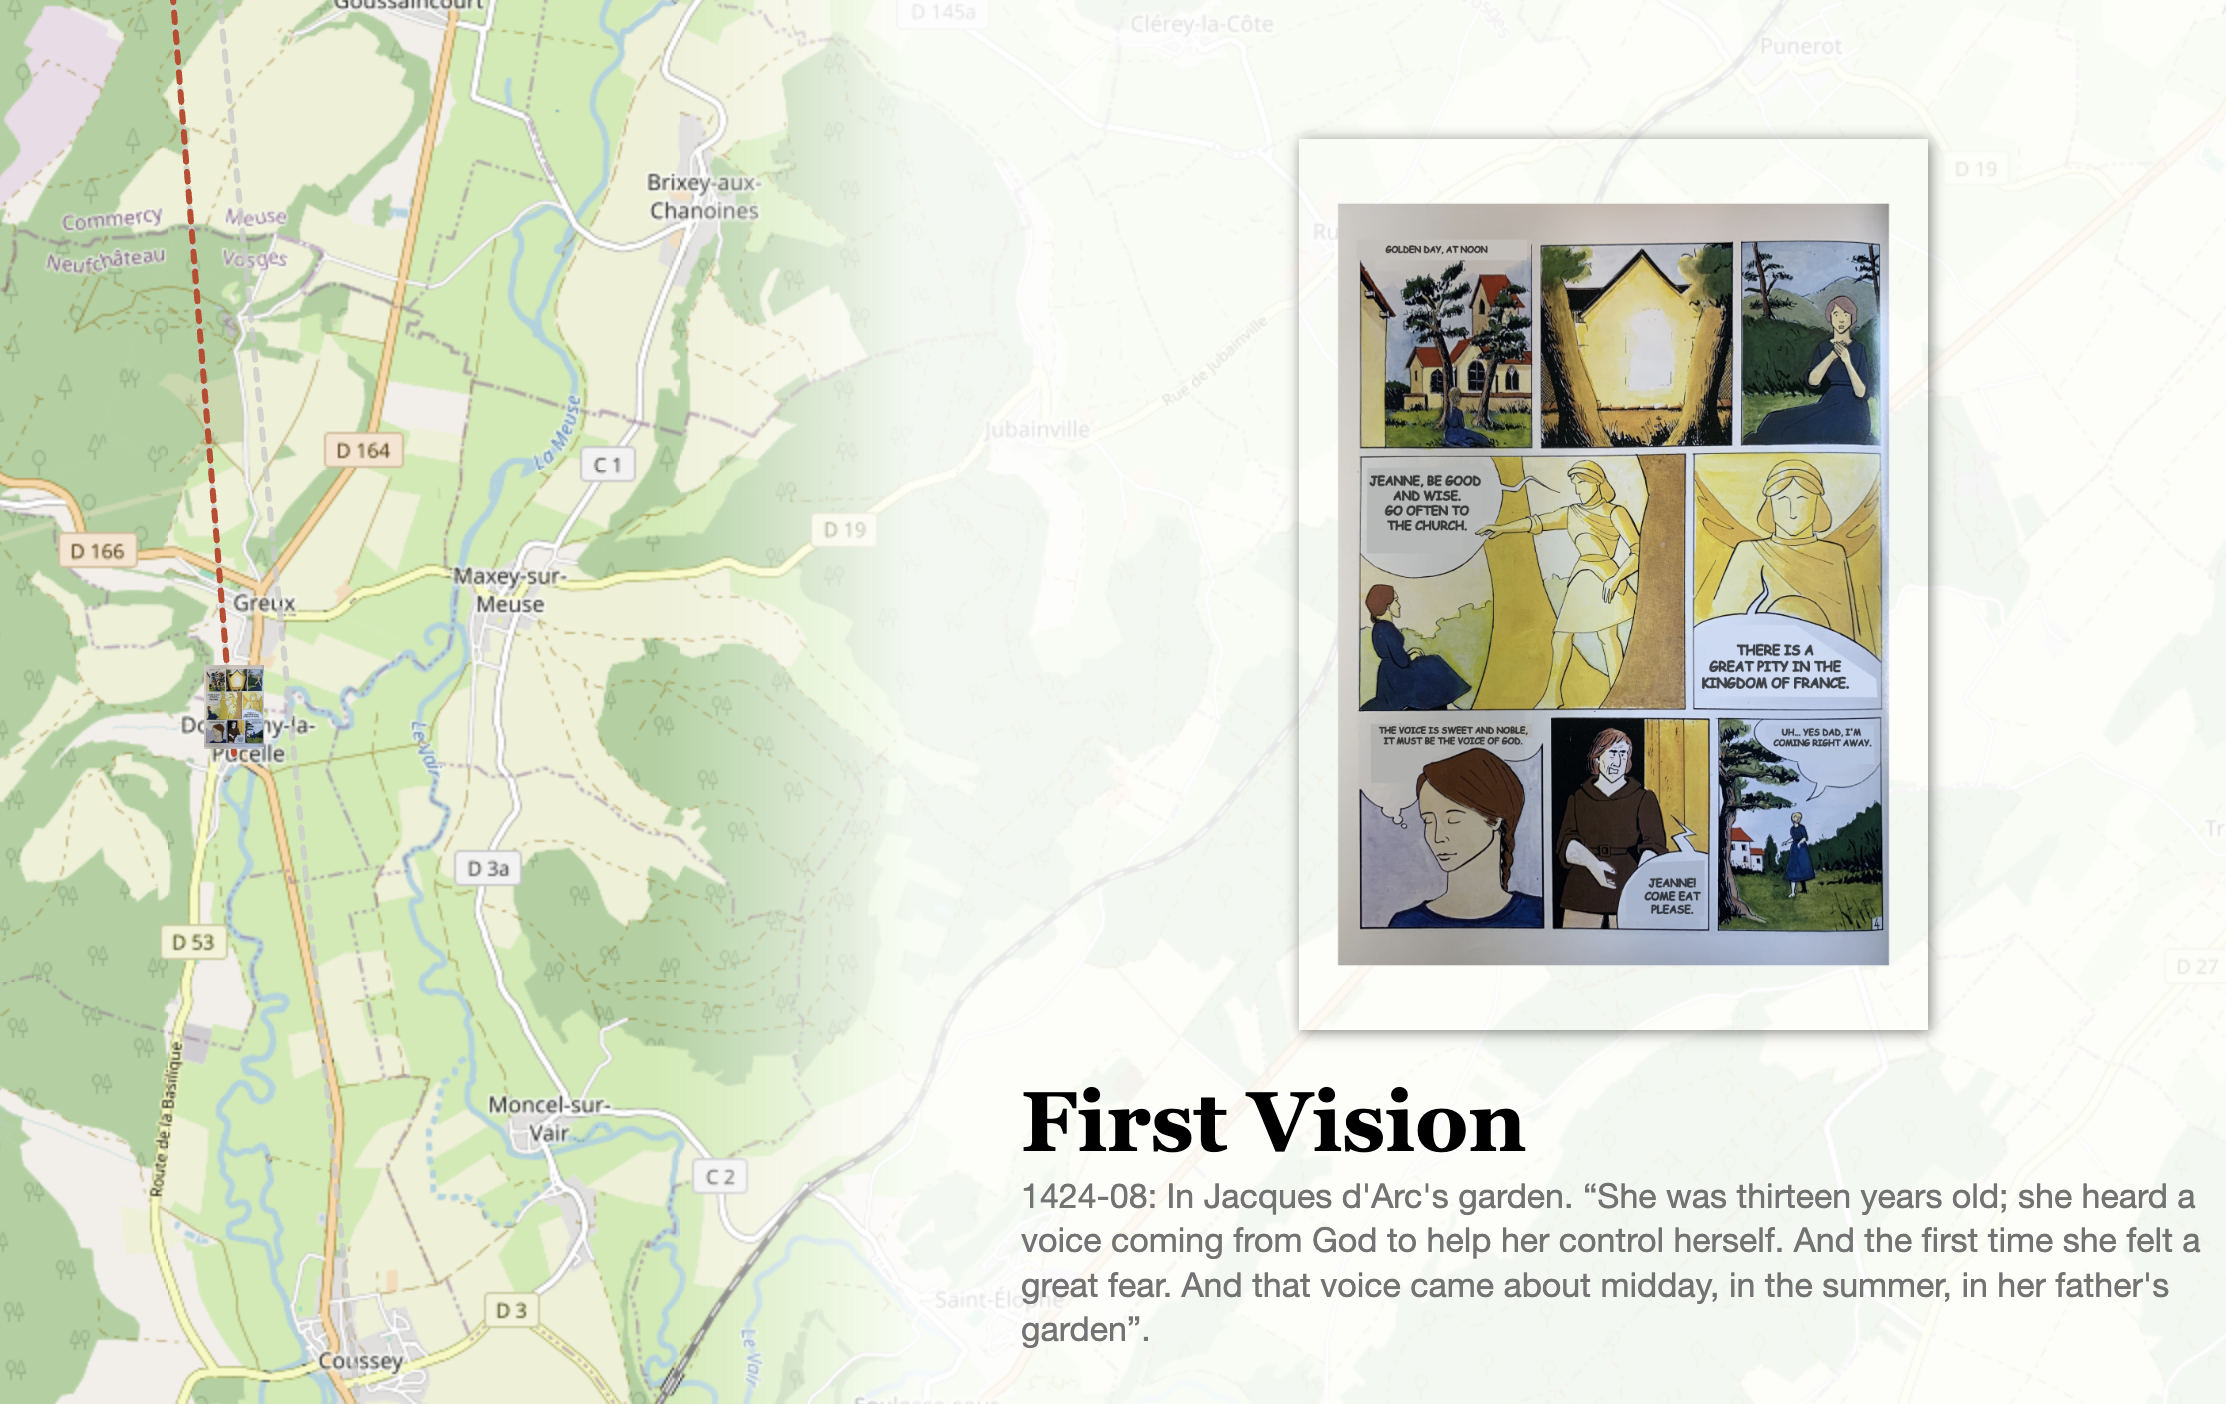 Goussaincourt
D 145a
Clérey-la-Côte
Vosges
Punerot
D 19
Brixey-aux-
Chanoines
Commercy
Meuse
Neufchâteau
Vosges
Ru
Rue de Jubainville
La Meuse
Jubainville
D 164
C 1
D 19
D 166
Maxey-sur-
Meuse
Greux
Do
ny-la-
Pucelle
Le Vair
D 3a
D 53
Route de la Basilique
Moncel-sur-
Vair
C 2
D 3
Coussey
Le Vair
Saint-Élophe
Tr
D 27
GOLDEN DAY, AT NOON
JEANNE, BE GOOD
AND WISE.
GO OFTEN TO
THE CHURCH.
THERE IS A
GREAT PITY IN THE
KINGDOM OF FRANCE.
THE VOICE IS SWEET AND NOBLE,
IT MUST BE THE VOICE OF GOD.
JEANNE!
COME EAT
PLEASE.
UH... YES DAD, I'M
COMING RIGHT AWAY.
4
First Vision
1424-08: In Jacques d'Arc's garden. “She was thirteen years old; she heard a
voice coming from God to help her control herself. And the first time she felt a
great fear. And that voice came about midday, in the summer, in her father's
garden”.